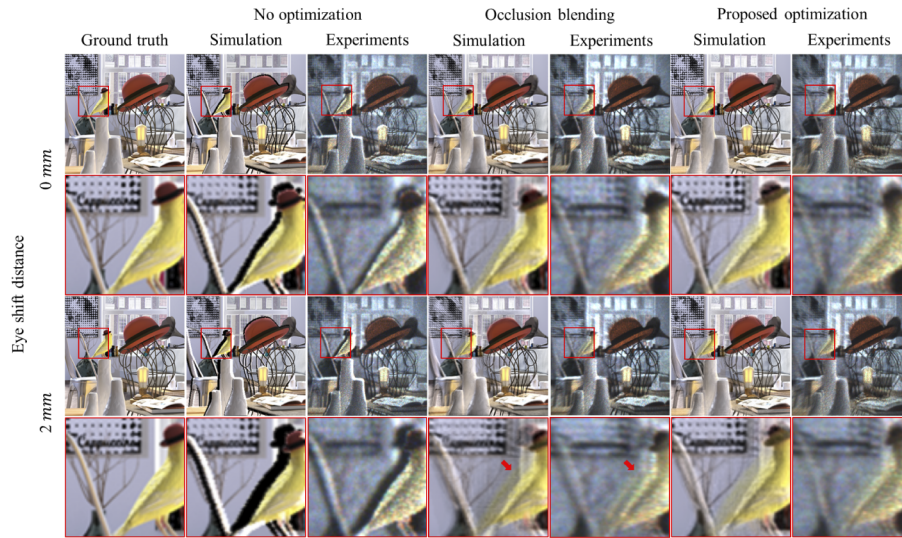 No optimization Occlusion blending Proposed optimization
Ground truth Simulation Experiments Simulation Experiments Simulation Experiments
Eye shift distance
0 mm
2 mm